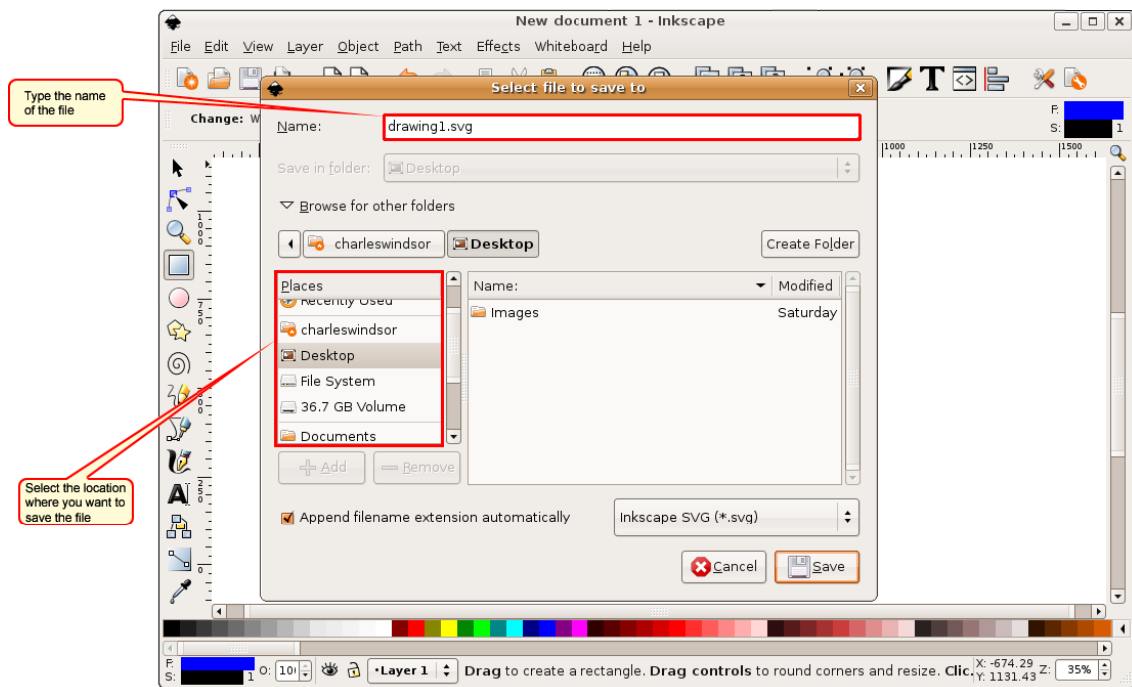 New document 1 - Inkscape
File Edit View Layer Object Path Text Effects Whiteboard Help
Type the name
of the file
Select file to save to
Change:
F:
S: 1
Name: drawing1.svg
Save in folder: Desktop
1000 1250 1500
Browse for other folders
charleswindsor Desktop Create Folder
Places
Name: Modified
Recently Used
Images Saturday
charleswindsor
Desktop
File System
36.7 GB Volume
Documents
Add Remove
Select the location
where you want to
save the file
Append filename extension automatically Inkscape SVG (*.svg)
Cancel Save
F:
S: 1
O: Layer 1 Drag to create a rectangle. Drag controls to round corners and resize. Clic. X: -674.29 Z: 35%
Y: 1131.43